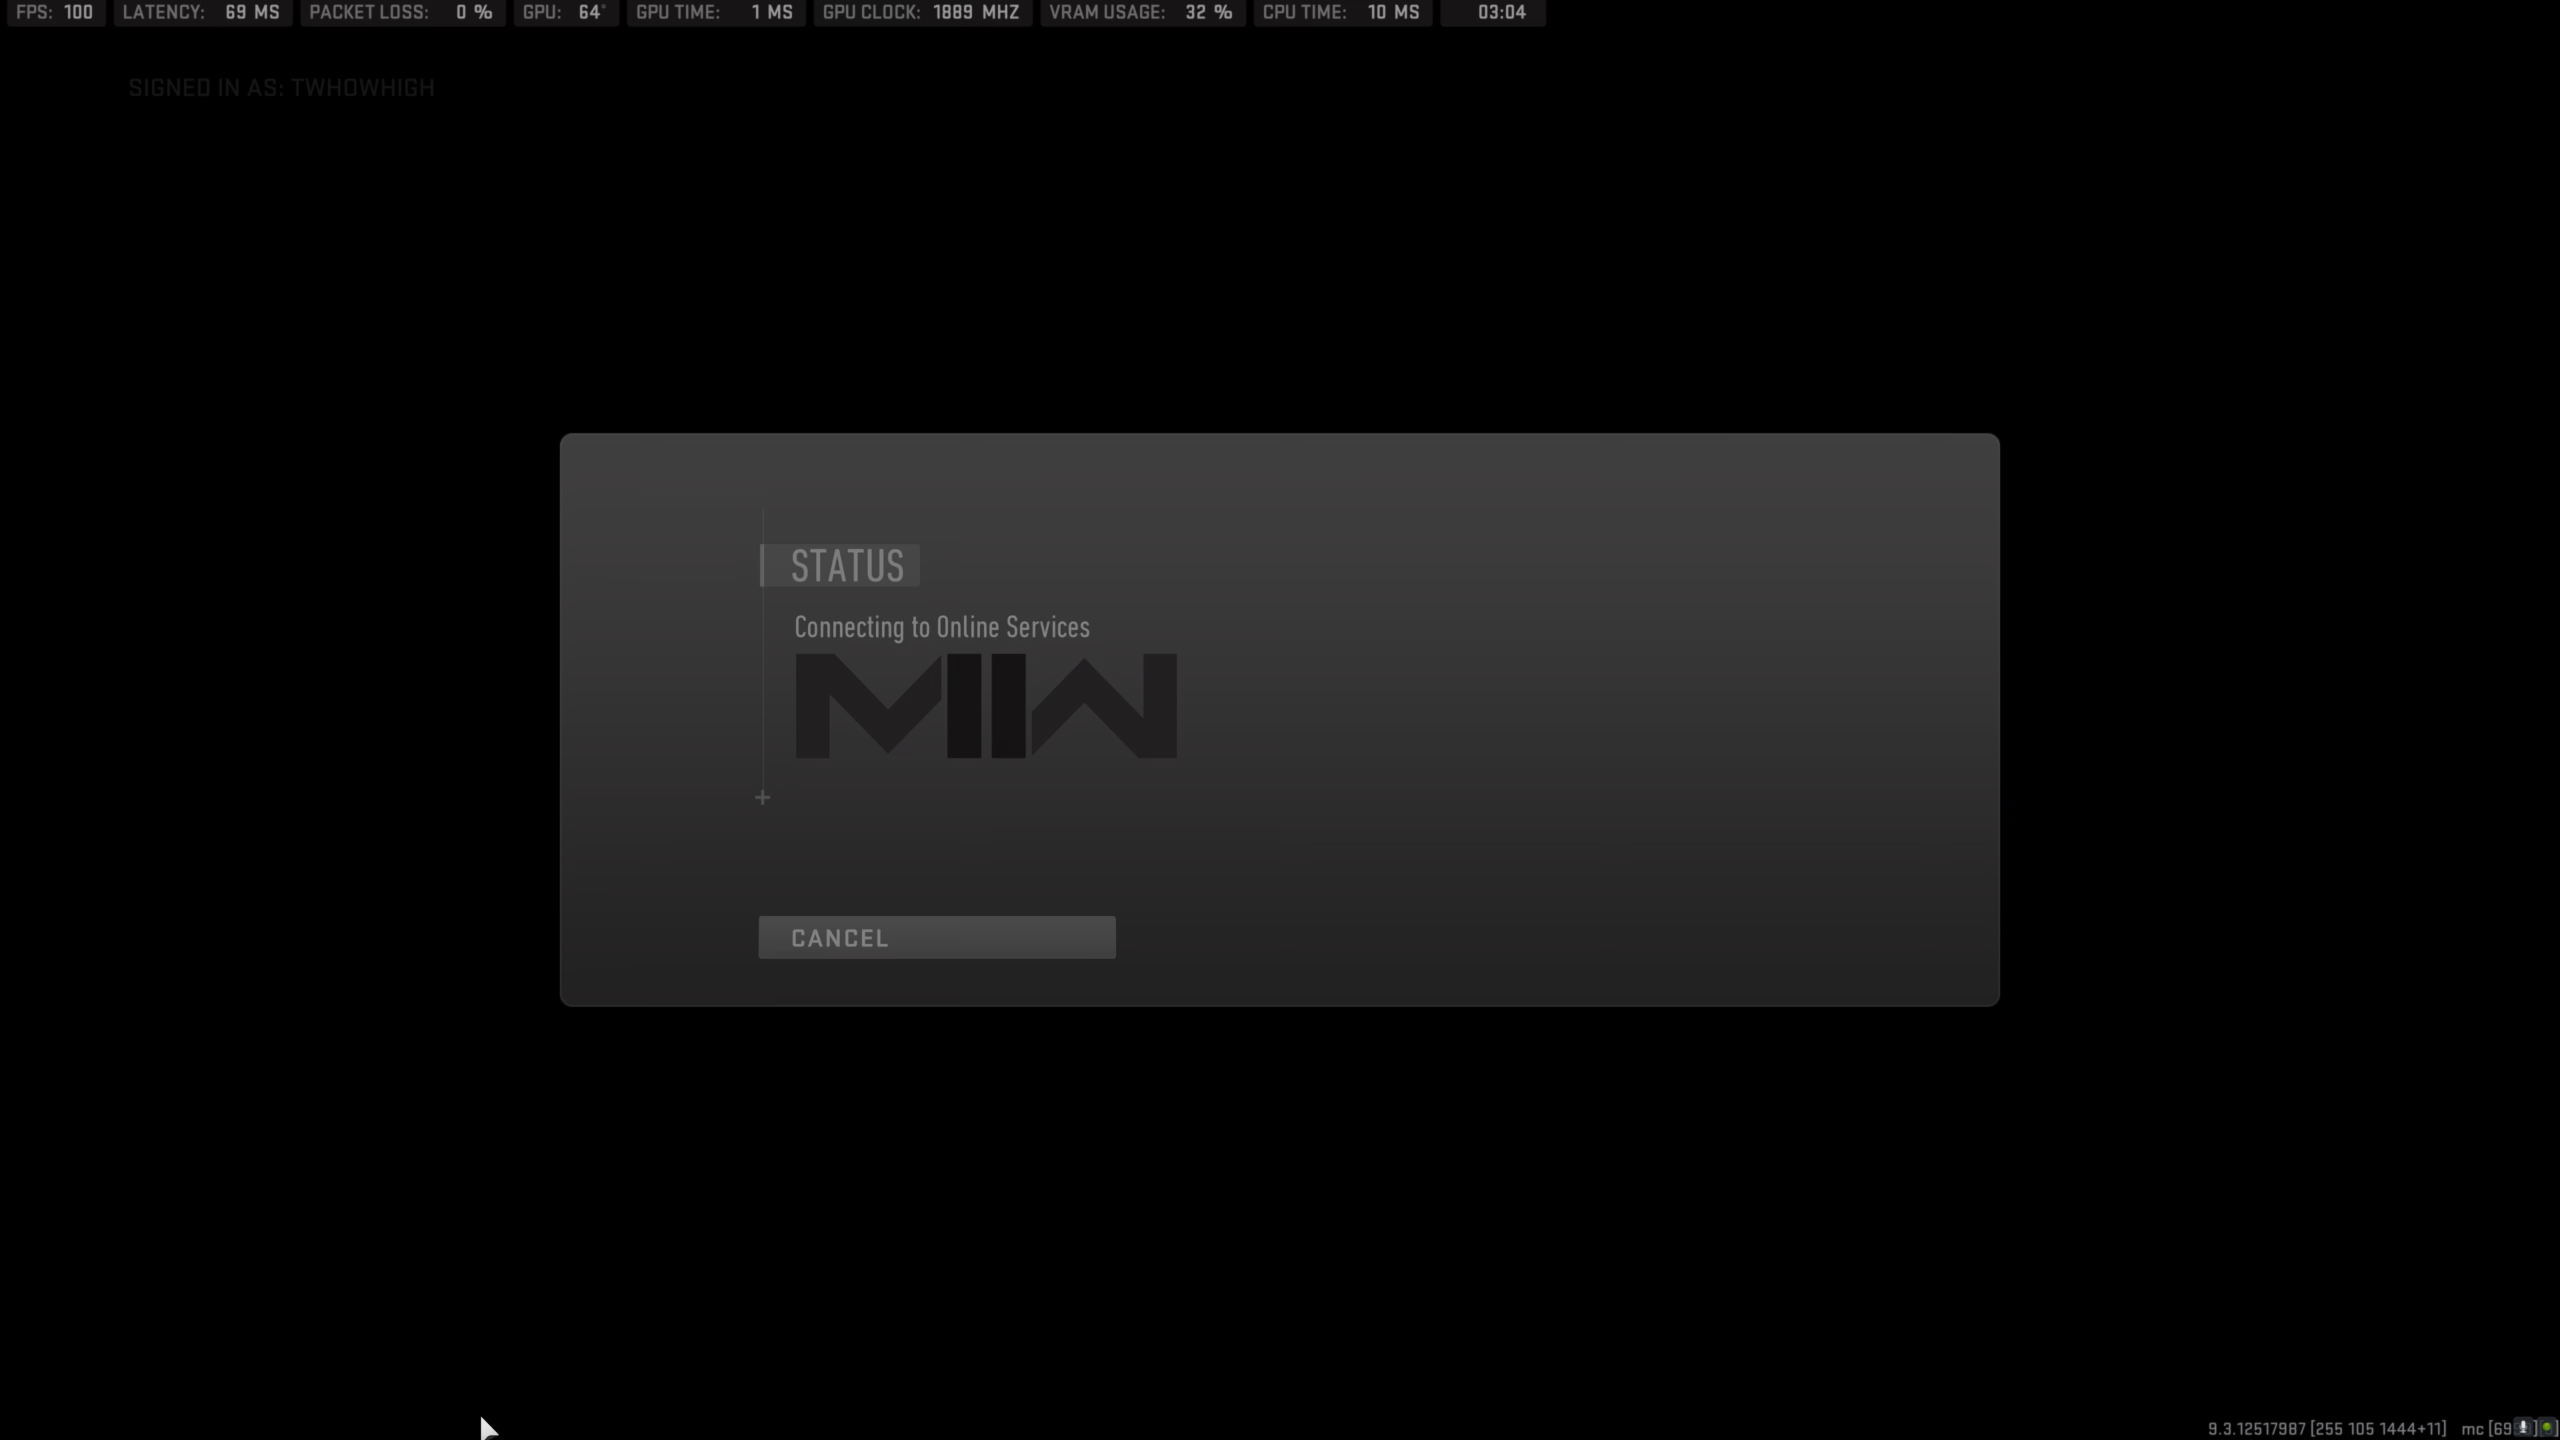 FPS: 100 LATENCY: 69 MS PACKET LOSS: 0 % GPU: 64° GPU TIME: 1 MS GPU CLOCK: 1889 MHZ VRAM USAGE: 32 % CPU TIME: 10 MS 03:04
SIGNED IN AS: TWHOWHIGH
STATUS
Connecting to Online Services
MIIW
CANCEL
9.3.12517987 [255 105 1444+11] mc [69